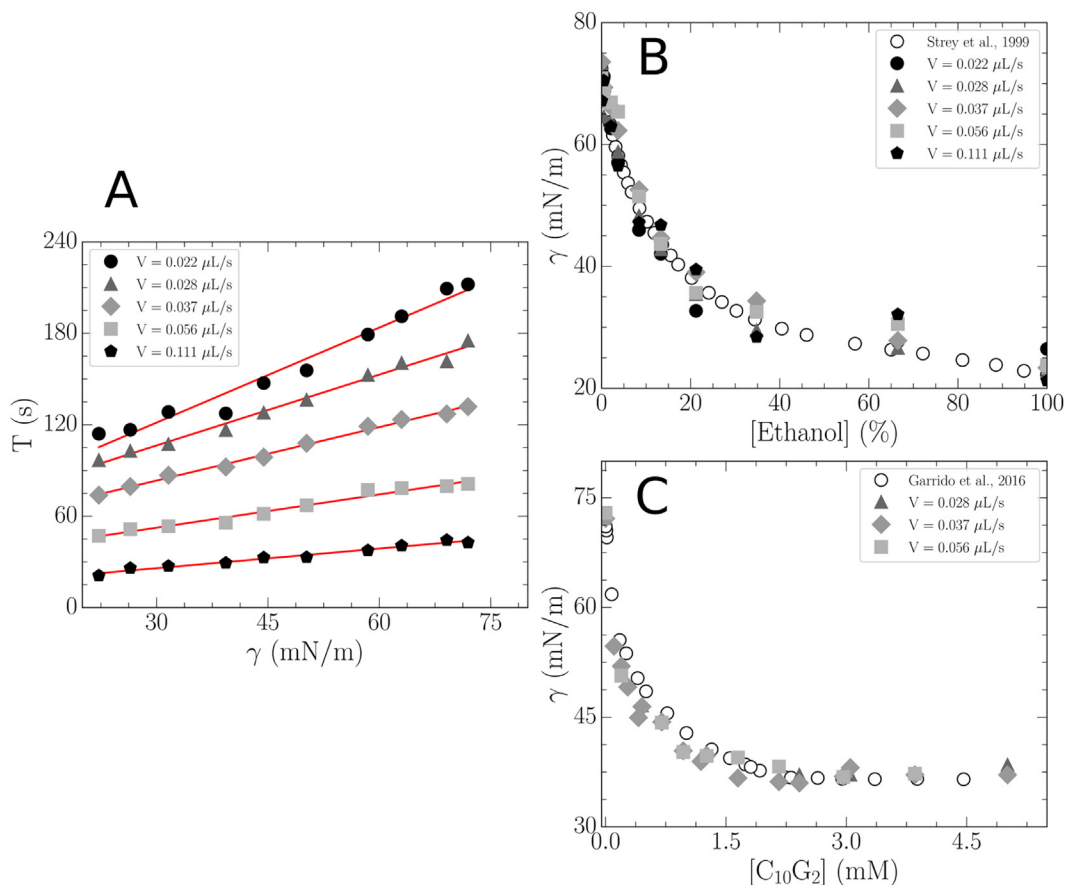 A
240
180
120
60
0
T (s)
V = 0.022 μL/s
V = 0.028 μL/s
V = 0.037 μL/s
V = 0.056 μL/s
V = 0.111 μL/s
30 45 60 75
γ (mN/m)
B
80
60
40
20
γ (mN/m)
Strey et al., 1999
V = 0.022 μL/s
V = 0.028 μL/s
V = 0.037 μL/s
V = 0.056 μL/s
V = 0.111 μL/s
0 20 40 60 80 100
[Ethanol] (%)
C
75
60
45
30
γ (mN/m)
Garrido et al., 2016
V = 0.028 μL/s
V = 0.037 μL/s
V = 0.056 μL/s
0.0 1.5 3.0 4.5
[C₁₀G₂] (mM)